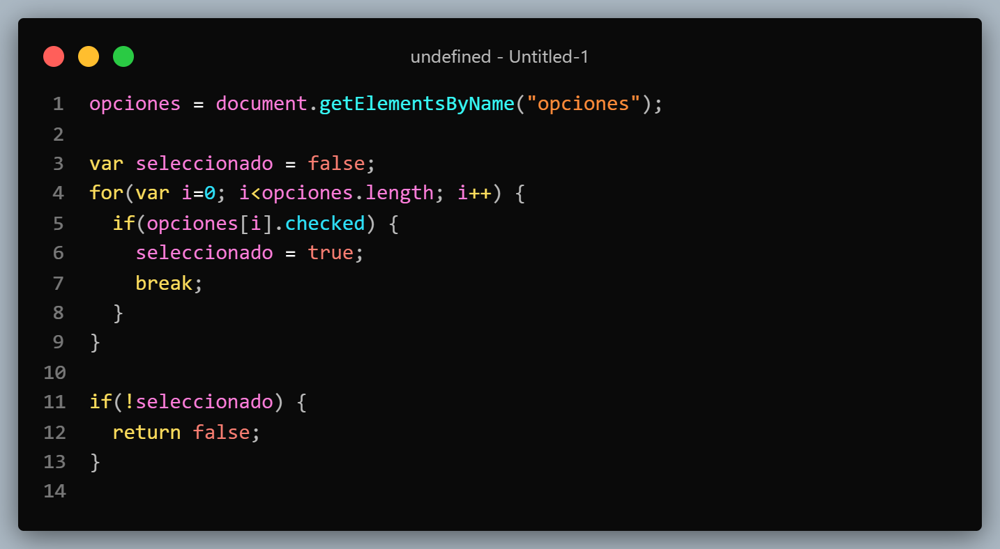 undefined - Untitled-1
1 opciones = document.getElementsByName("opciones");
2
3 var seleccionado = false;
4 for(var i=0; i<opciones.length; i++) {
5   if(opciones[i].checked) {
6     seleccionado = true;
7     break;
8   }
9 }
10
11 if(!seleccionado) {
12   return false;
13 }
14